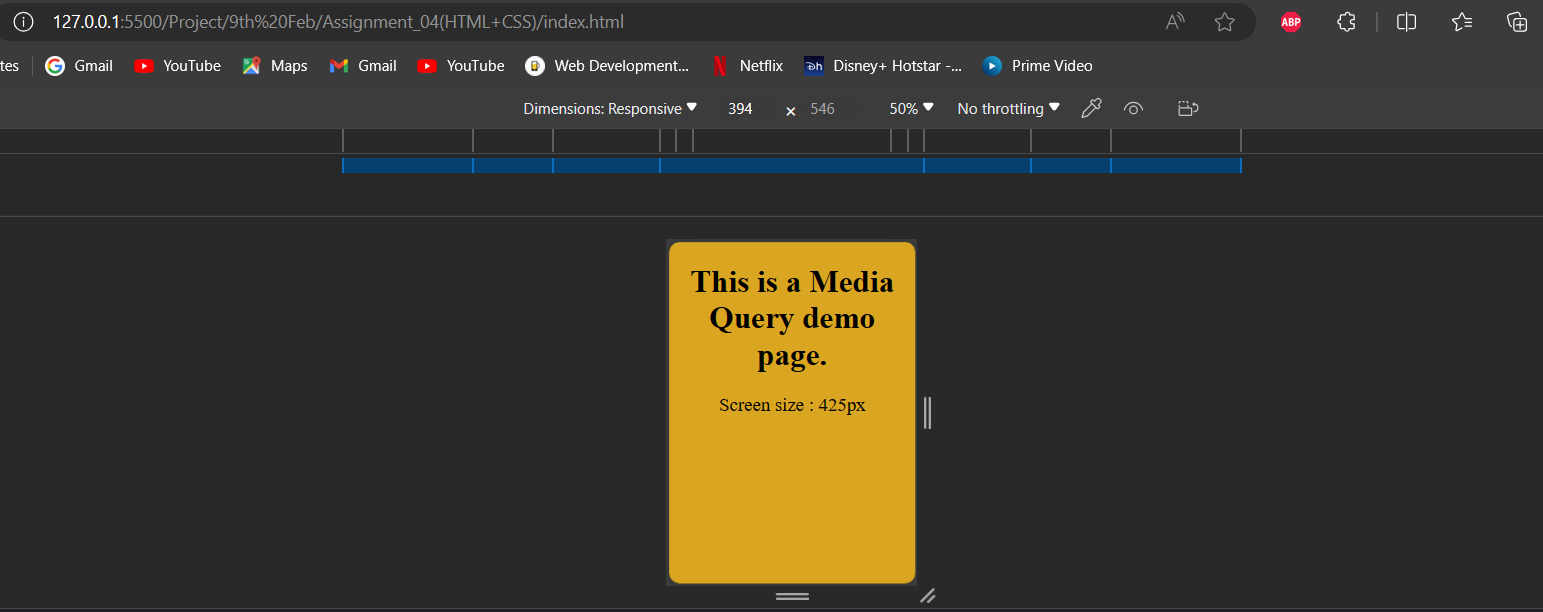 127.0.0.1:5500/Project/9th%20Feb/Assignment_04(HTML+CSS)/index.html A ABP
tes G Gmail YouTube Maps Gmail YouTube Web Development... Netflix Disney+ Hotstar -... Prime Video
Dimensions: Responsive 394 × 546 50% No throttling
This is a Media
Query demo
page.
Screen size : 425px